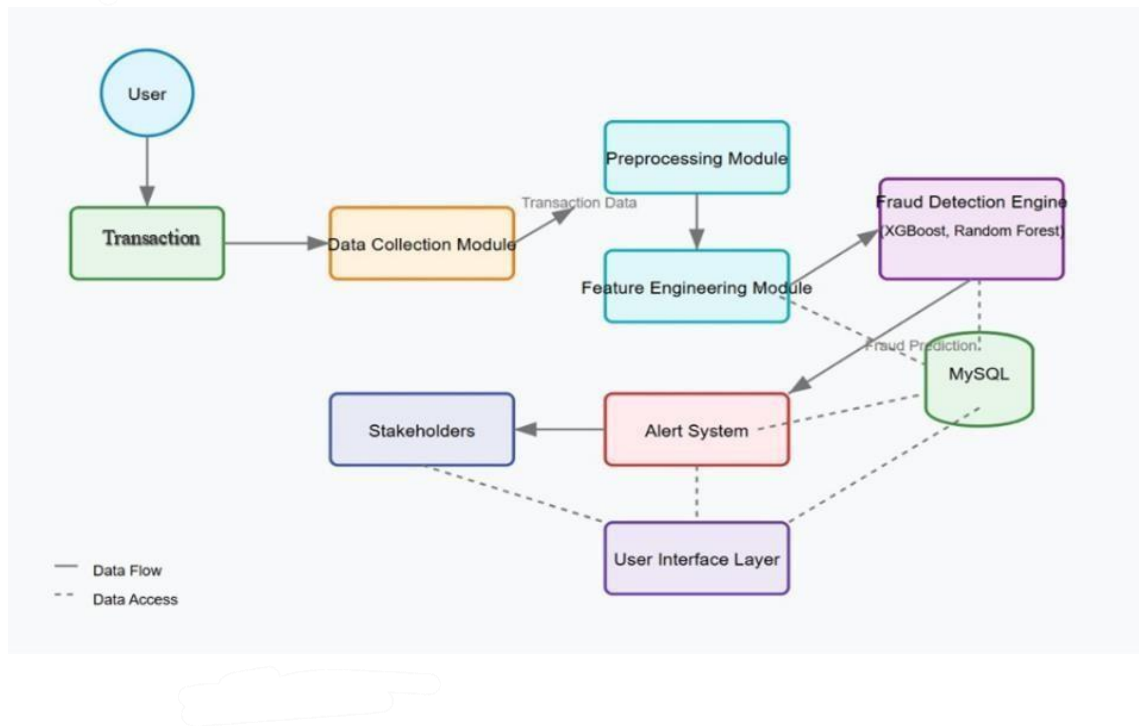 User
Preprocessing Module
Transaction Data
Fraud Detection Engine
(XGBoost, Random Forest)
Transaction
Data Collection Module
Feature Engineering Module
Fraud Prediction
MySQL
Stakeholders
Alert System
User Interface Layer
Data Flow
Data Access